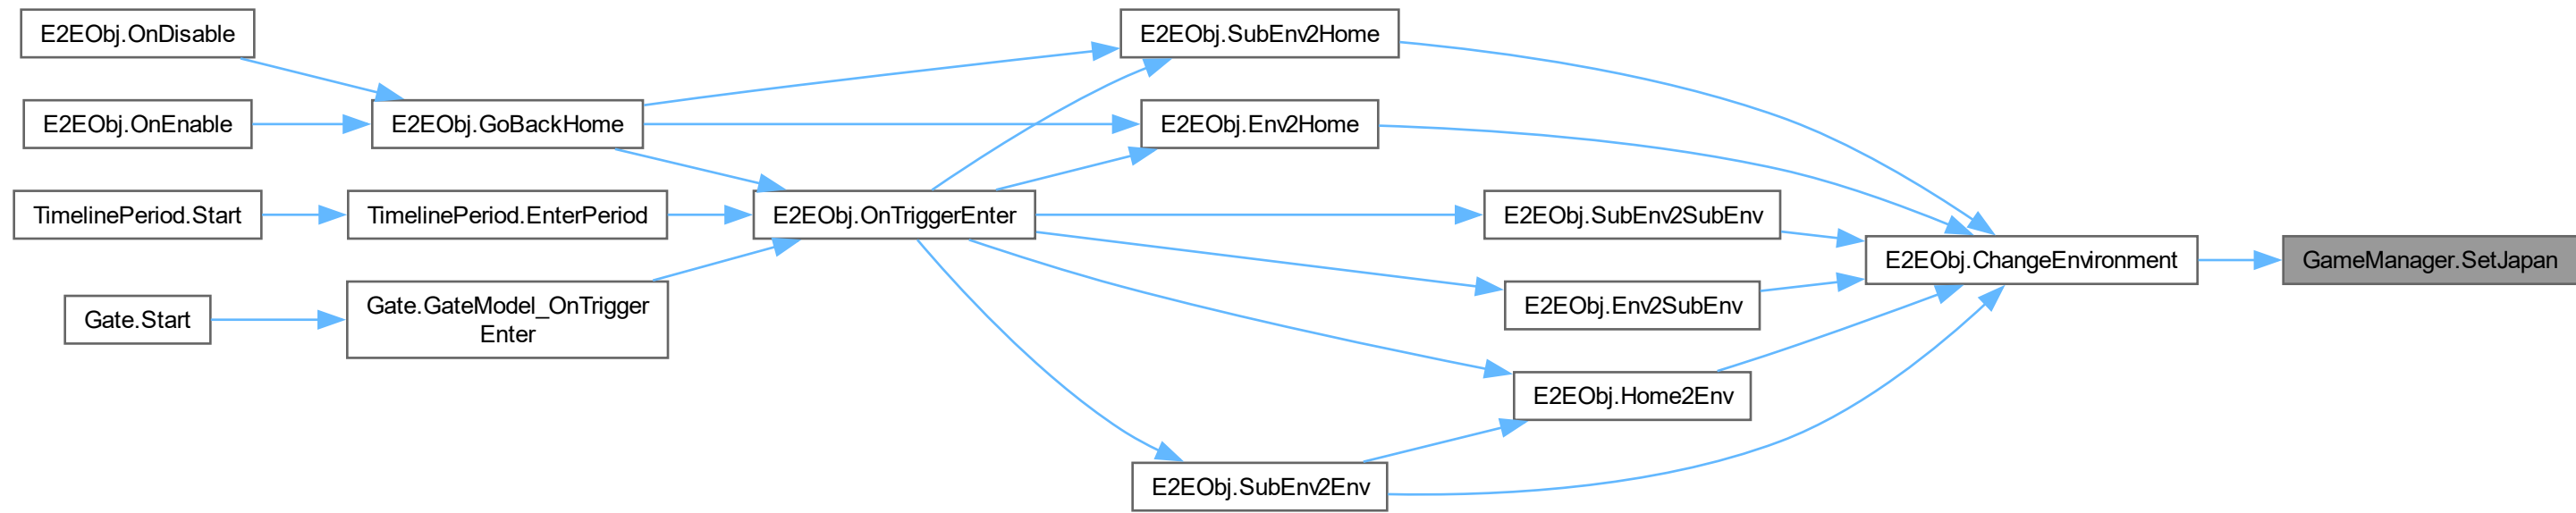 E2EObj.OnDisable
E2EObj.OnEnable
TimelinePeriod.Start
Gate.Start
E2EObj.GoBackHome
TimelinePeriod.EnterPeriod
Gate.GateModel_OnTrigger
Enter
E2EObj.OnTriggerEnter
E2EObj.SubEnv2Home
E2EObj.Env2Home
E2EObj.SubEnv2SubEnv
E2EObj.Env2SubEnv
E2EObj.Home2Env
E2EObj.SubEnv2Env
E2EObj.ChangeEnvironment
GameManager.SetJapan